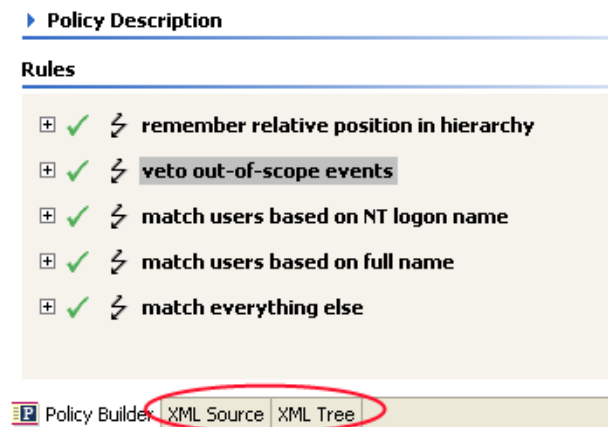 Policy Description
Rules
remember relative position in hierarchy
veto out-of-scope events
match users based on NT logon name
match users based on full name
match everything else
P Policy Builder XML Source XML Tree